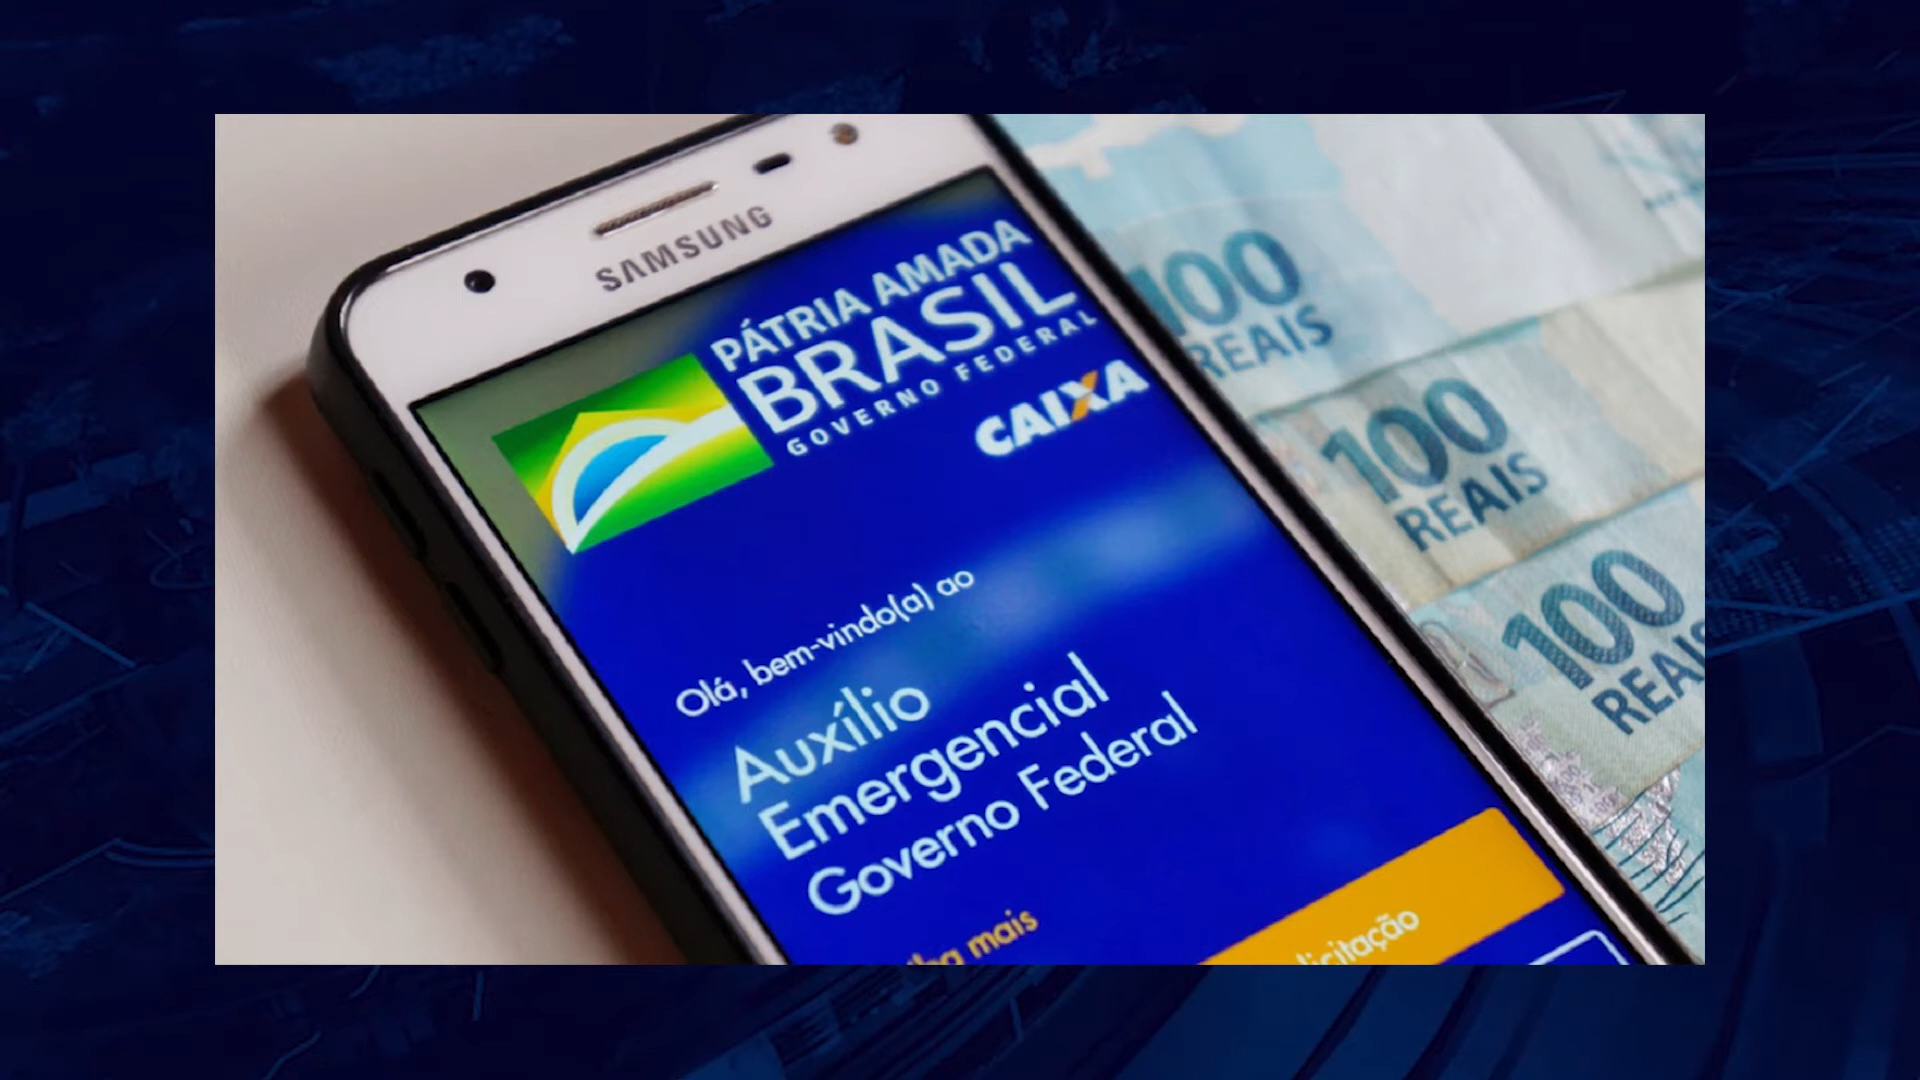 SAMSUNG
PÁTRIA AMADA
BRASIL
GOVERNO FEDERAL
CAIXA
Olá, bem-vindo(a) ao
Auxílio
Emergencial
Governo Federal
mais
100
REAIS
100
REAIS
100